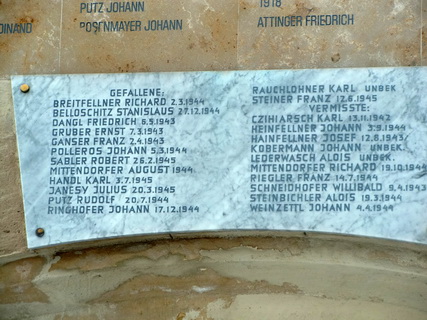 PUTZ JOHANN
POSENMAYER JOHANN
1918
ATTINGER FRIEDRICH
GEFALLENE:
BREITFELLNER RICHARD 2.3.1944
BELLOSCHITZ STANISLAUS 27.12.1944
DANGL FRIEDRICH 9.9.1943
GRUBER ERNST 7.3.1943
GANSER FRANZ 2.4.1943
POLLEROS JOHANN 5.3.1944
SABLER ROBERT 26.2.1945
MITTENDORFER AUGUST 1944
HANDL KARL 3.7.1945
JANESY JULIUS 20.3.1945
PUTZ RUDOLF 20.7.1944
RINGHOFER JOHANN 17.12.1944
RAUCHLOHNER KARL UNBEK
STEINER FRANZ 12.6.1945
VERMISSTE:
CZIHIARSCH KARL 13.11.1942
HEINFELLNER JOHANN 3.9.1944
HAINFELLNER JOSEF 12.8.1943/
KOBERMANN JOHANN UNBEK.
LEDERWASCH ALOIS UNBEK.
MITTENDORFER RICHARD 19.10.1944
RIEGLER FRANZ 14.7.1944
SCHNEIDHOFER WILLIBALD 9.4.1943
STEINBICHLER ALOIS 19.3.1944
WEINZETTL JOHANN 4.4.1944